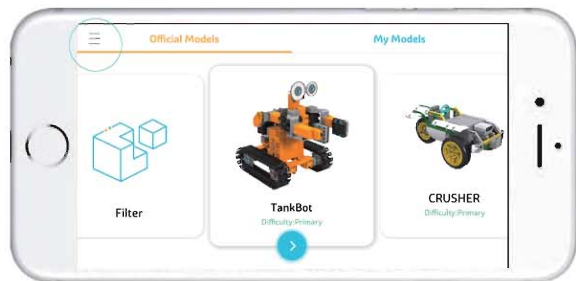 Official Models
My Models
Filter
TankBot
Difficulty:Primary
CRUSHER
Difficulty:Primary